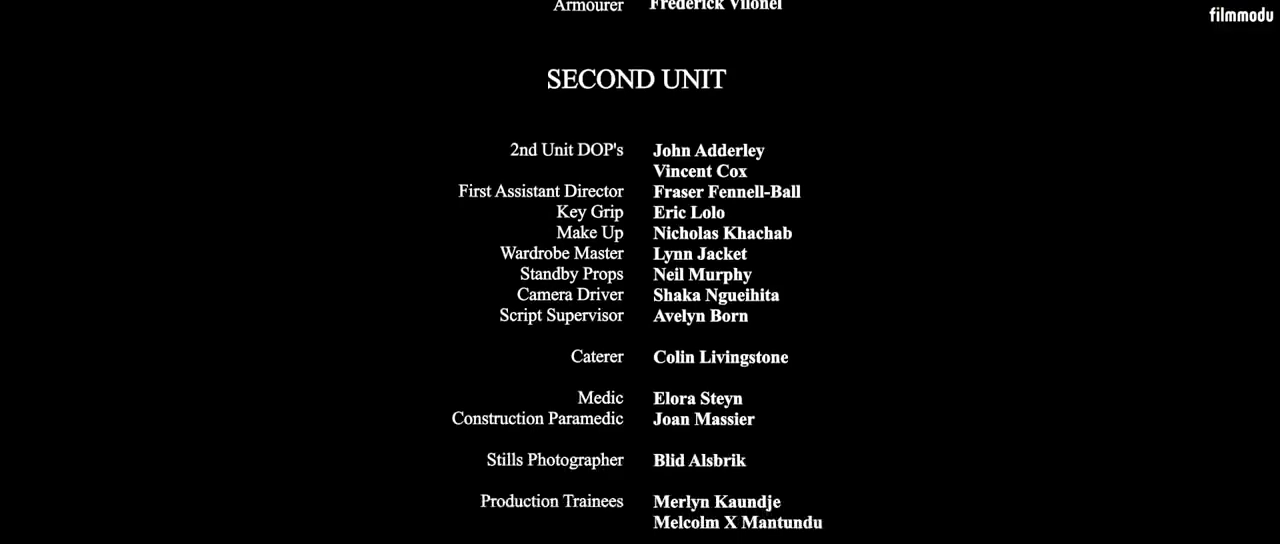 filmmodu
Armourer Frederick Vilonel
SECOND UNIT
2nd Unit DOP's John Adderley
Vincent Cox
First Assistant Director Fraser Fennell-Ball
Key Grip Eric Lolo
Make Up Nicholas Khachab
Wardrobe Master Lynn Jacket
Standby Props Neil Murphy
Camera Driver Shaka Ngueihita
Script Supervisor Avelyn Born
Caterer Colin Livingstone
Medic Elora Steyn
Construction Paramedic Joan Massier
Stills Photographer Blid Alsbrik
Production Trainees Merlyn Kaundje
Melcolm X Mantundu